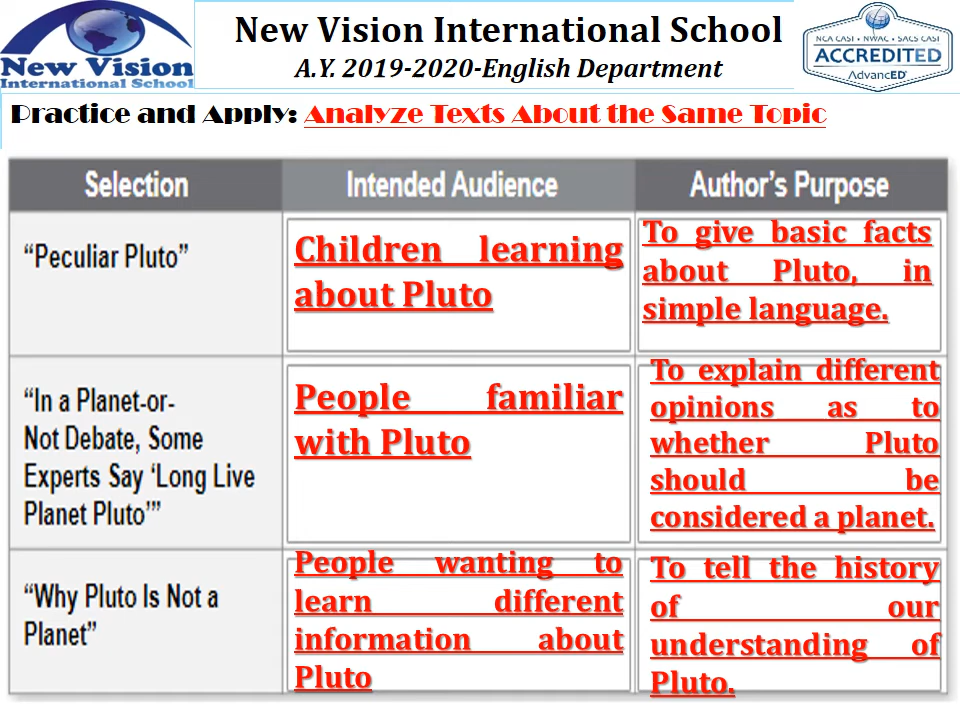 New Vision
International School
New Vision International School
A.Y. 2019-2020-English Department
NCA CASI • NWAC • SACS CASI
ACCREDITED
AdvancED®
Practice and Apply: Analyze Texts About the Same Topic
Selection
Intended Audience
Author's Purpose
"Peculiar Pluto"
Children learning
about Pluto
To give basic facts
about Pluto, in
simple language.
"In a Planet-or-
Not Debate, Some
Experts Say 'Long Live
Planet Pluto'"
People familiar
with Pluto
To explain different
opinions as to
whether Pluto
should be
considered a planet.
"Why Pluto Is Not a
Planet"
People wanting to
learn different
information about
Pluto
To tell the history
of our
understanding of
Pluto.